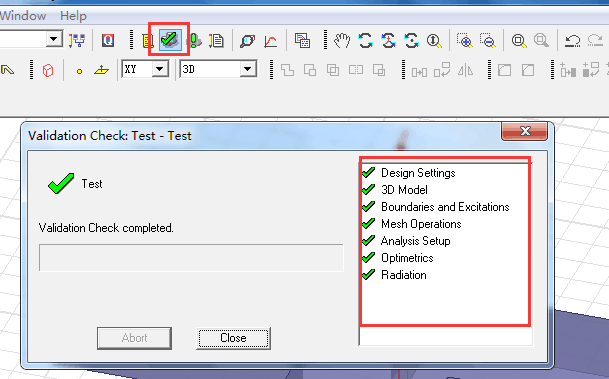 Window Help
XY 3D
Validation Check: Test - Test
Test
Validation Check completed.
Abort Close
Design Settings
3D Model
Boundaries and Excitations
Mesh Operations
Analysis Setup
Optimetrics
Radiation